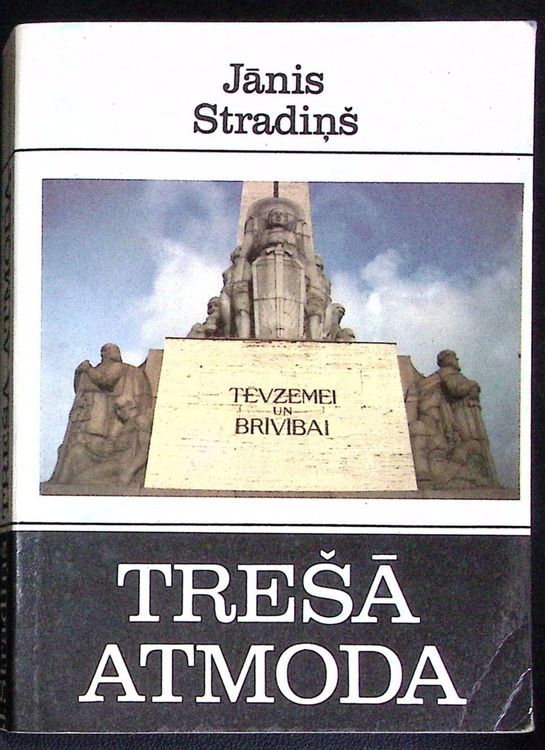 Jānis
Stradiņš
TĒVZEMEI
UN
BRĪVĪBAI
TREŠĀ
ATMODA